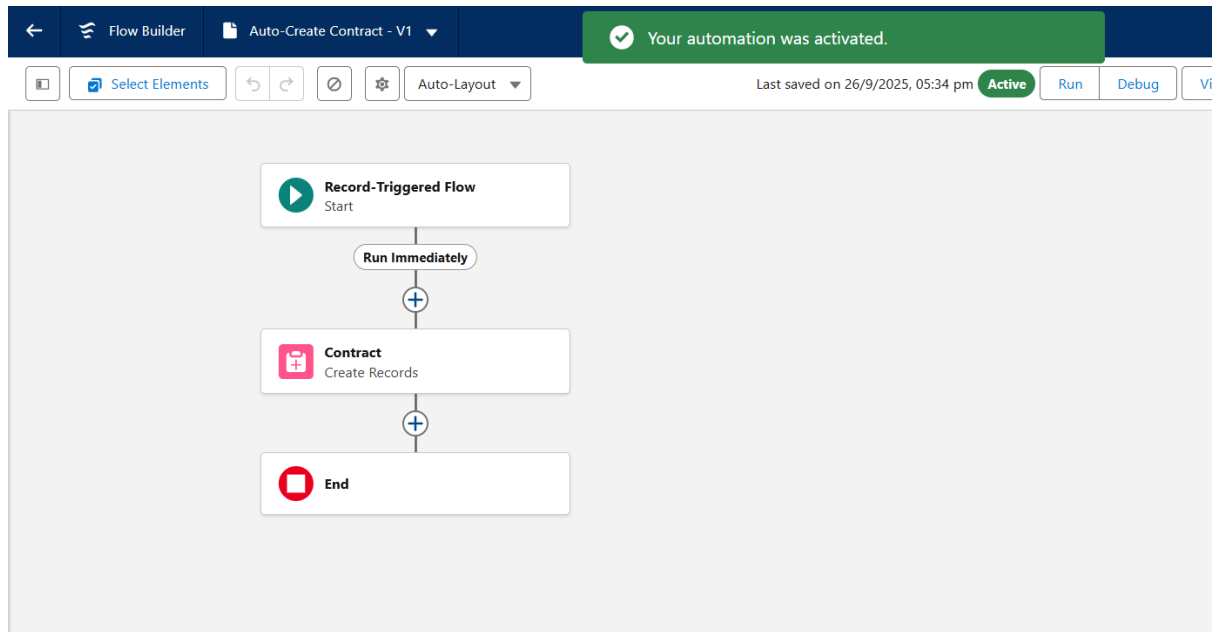 Flow Builder
Auto-Create Contract - V1
Your automation was activated.
Select Elements
Auto-Layout
Last saved on 26/9/2025, 05:34 pm
Active
Run
Debug
Record-Triggered Flow
Start
Run Immediately
Contract
Create Records
End